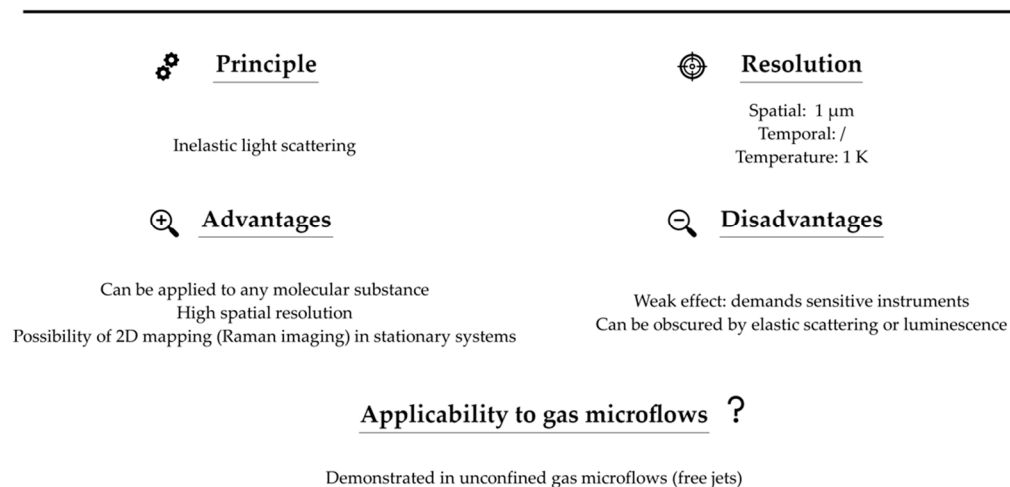 Principle
Inelastic light scattering
Resolution
Spatial: 1 μm
Temporal: /
Temperature: 1 K
Advantages
Can be applied to any molecular substance
High spatial resolution
Possibility of 2D mapping (Raman imaging) in stationary systems
Disadvantages
Weak effect: demands sensitive instruments
Can be obscured by elastic scattering or luminescence
Applicability to gas microflows ?
Demonstrated in unconfined gas microflows (free jets)